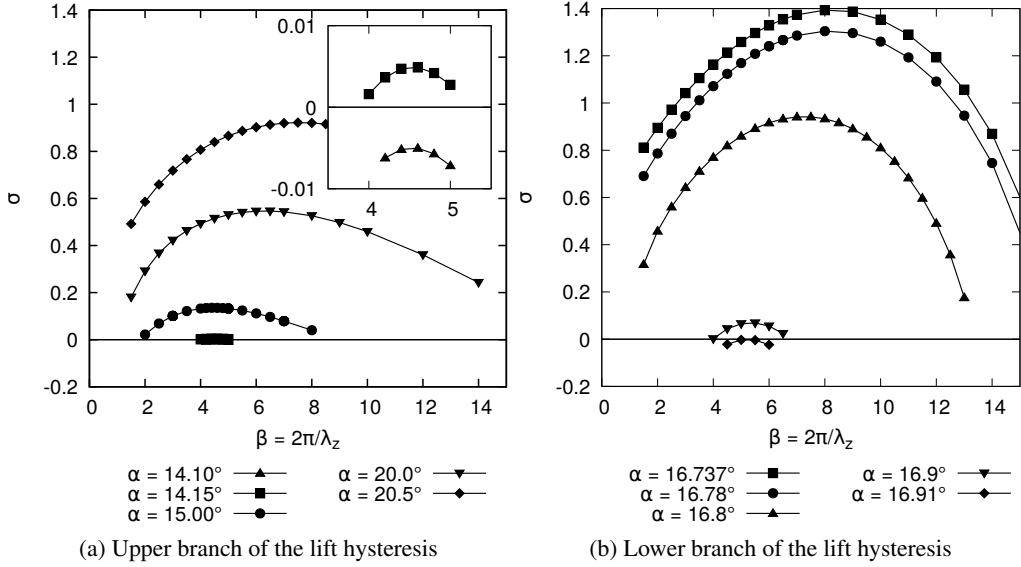 0.01
0
-0.01
4 5
1.4
1.2
1
0.8
0.6
0.4
0.2
0
-0.2
0 2 4 6 8 10 12 14
σ
β = 2π/λz
α = 14.10°
α = 14.15°
α = 15.00°
α = 20.0°
α = 20.5°
(a) Upper branch of the lift hysteresis
1.4
1.2
1
0.8
0.6
0.4
0.2
0
-0.2
0 2 4 6 8 10 12 14
σ
β = 2π/λz
α = 16.737°
α = 16.78°
α = 16.8°
α = 16.9°
α = 16.91°
(b) Lower branch of the lift hysteresis